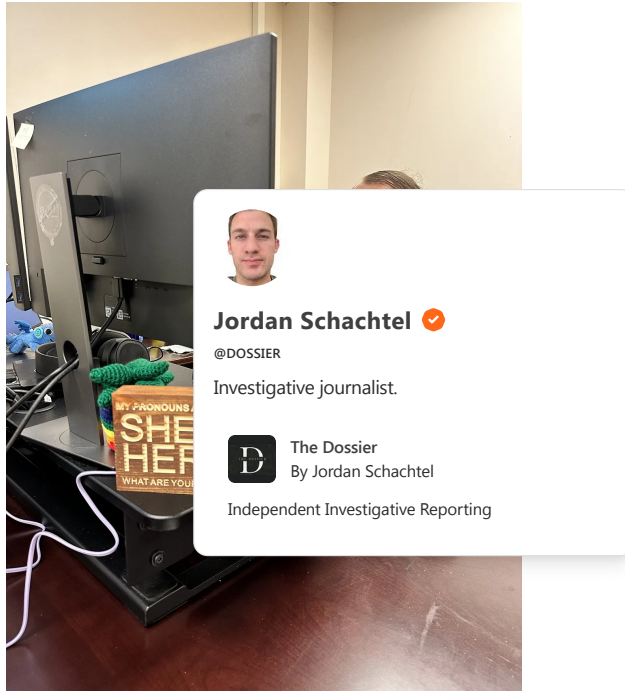 MY PRONOUNS
SHE
HER
WHAT ARE YOUR
Jordan Schachtel
@DOSSIER
Investigative journalist.
D
The Dossier
By Jordan Schachtel
Independent Investigative Reporting